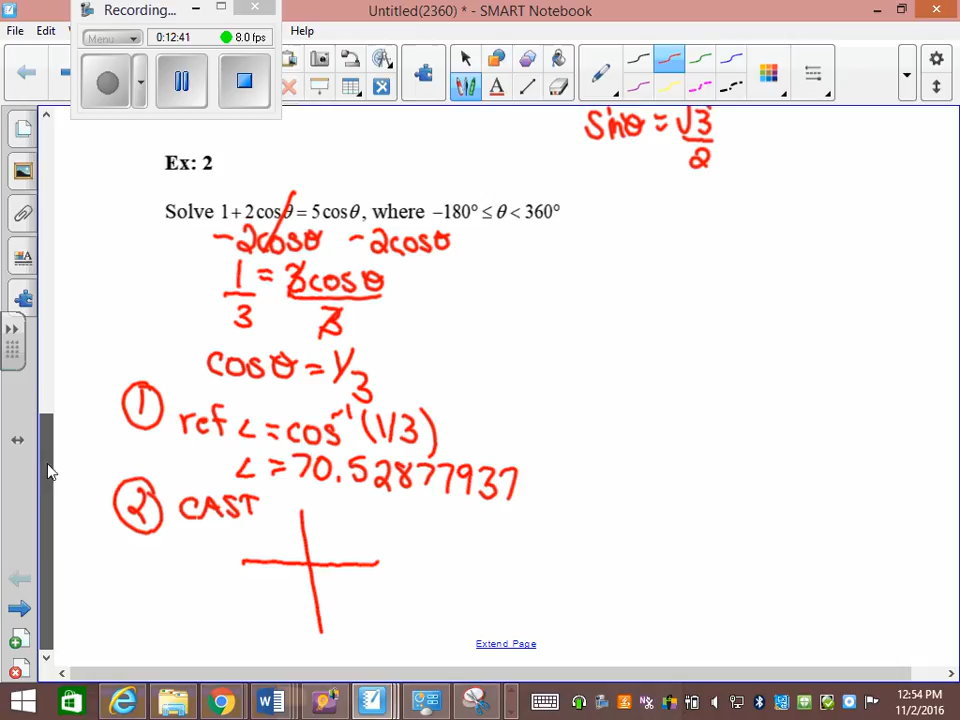 Recording...
Untitled(2360) * - SMART Notebook
File Edit Help
Menu 0:12:41 8.0 fps
sinθ = √3
2
Ex: 2
Solve 1 + 2cosθ = 5cosθ, where −180° ≤ θ < 360°
-2cosθ -2cosθ
1 = 3cosθ
3 3
cosθ = 1/3
1 ref ∠ = cos⁻¹ (1/3)
∠ = 70.52877937
2 CAST
Extend Page
12:54 PM
11/2/2016